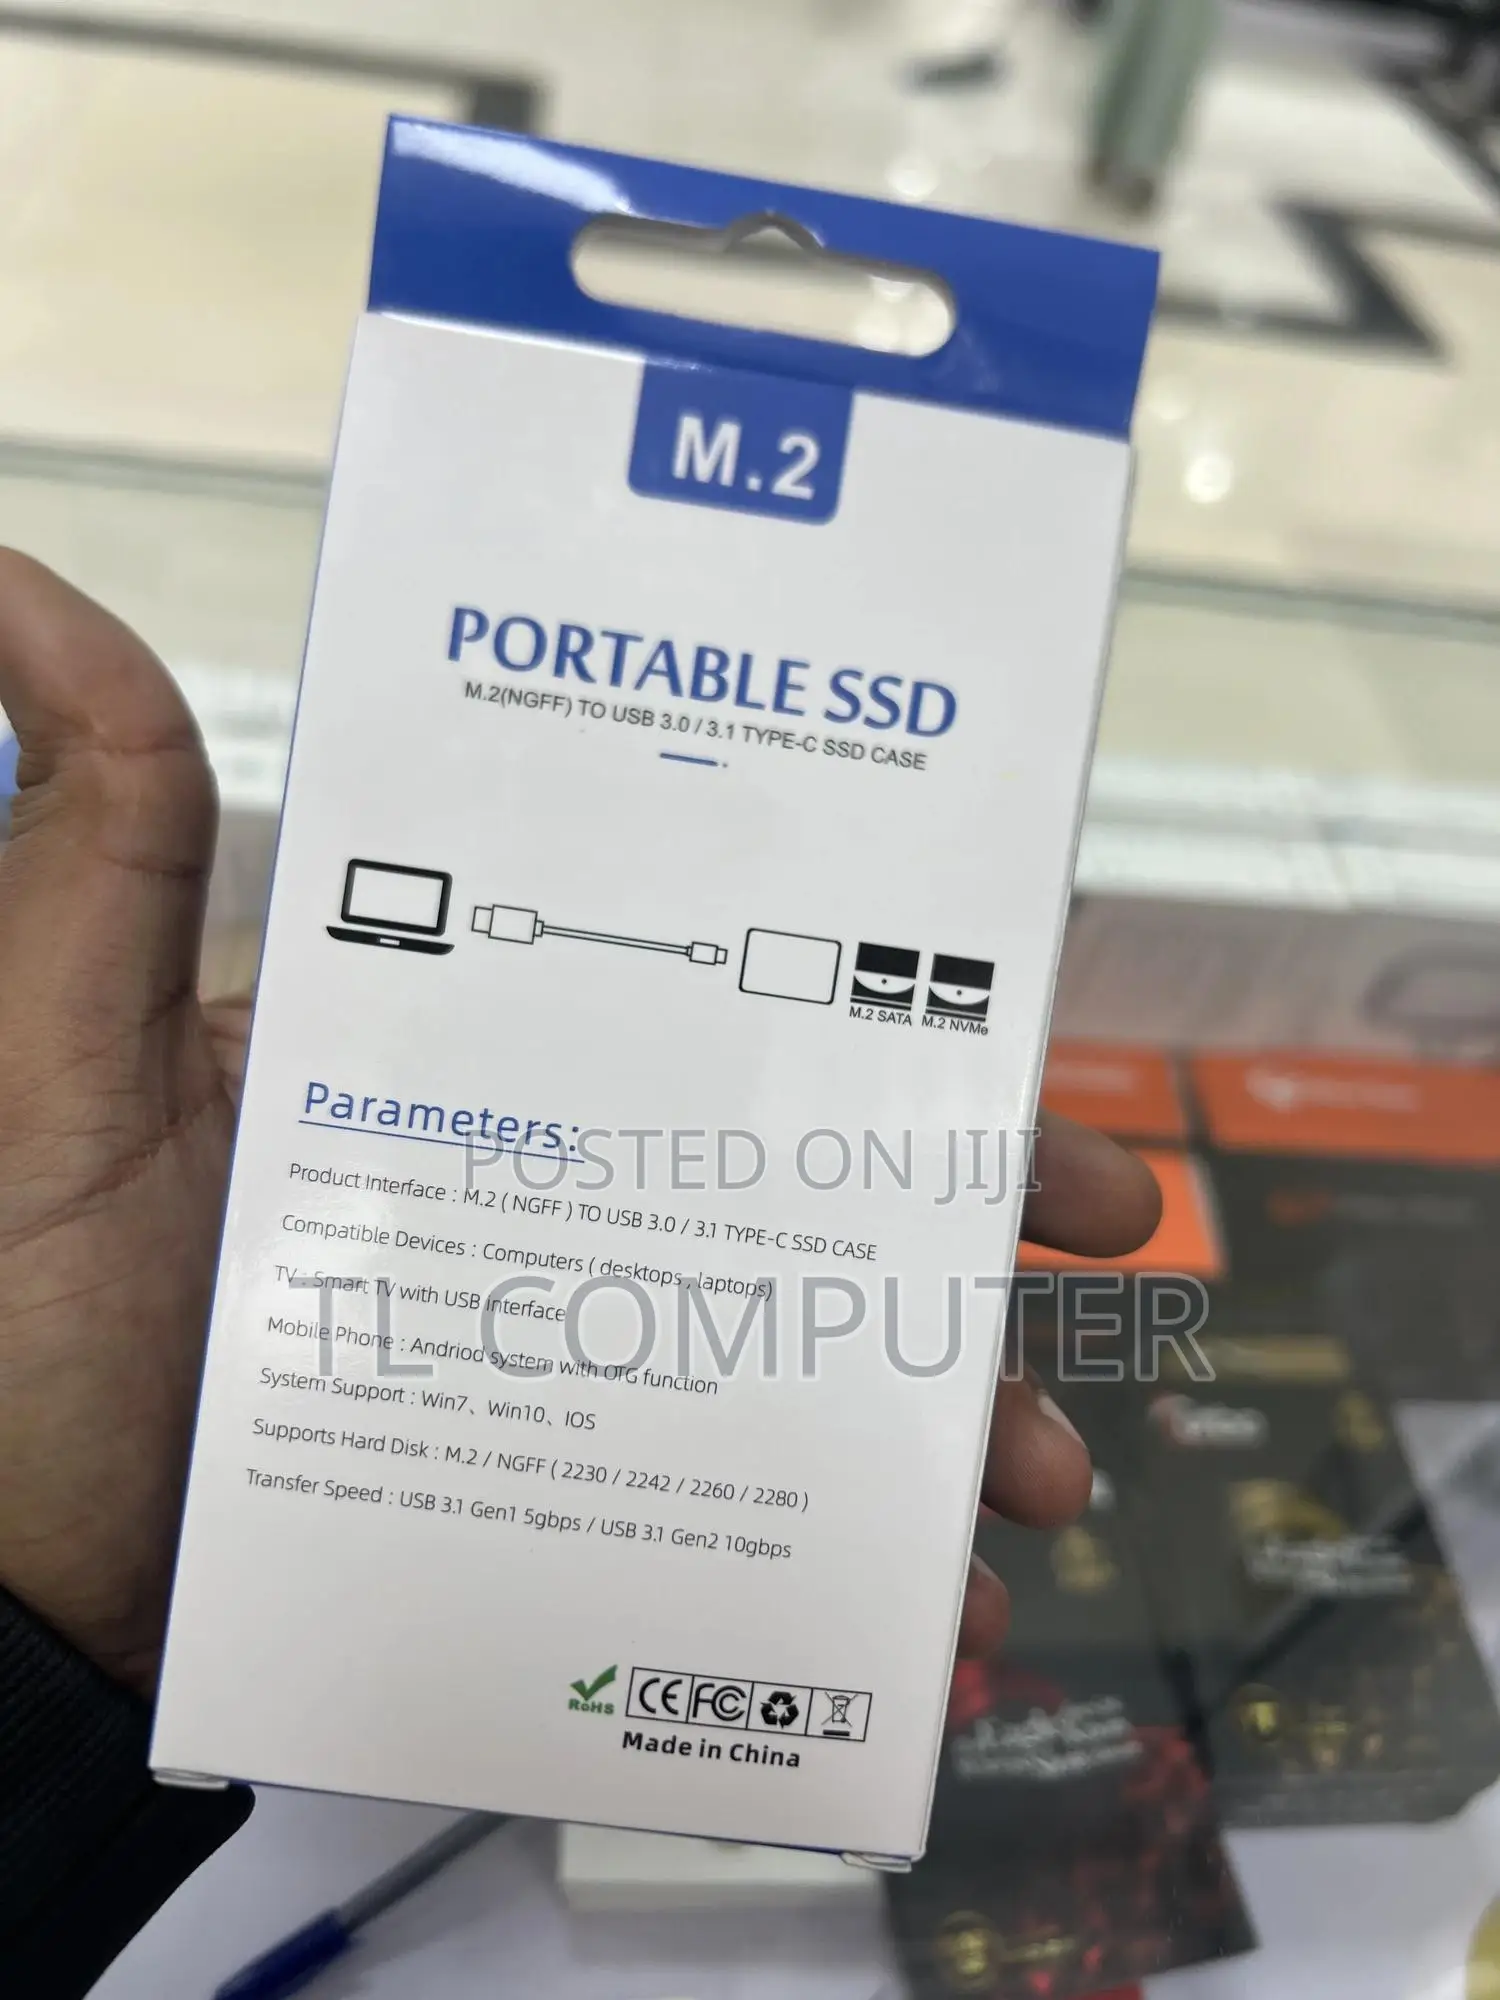 M.2
PORTABLE SSD
M.2(NGFF) TO USB 3.0 / 3.1 TYPE-C SSD CASE
M.2 SATA M.2 NVMe
Parameters:
POSTED ON JIJI
Product Interface : M.2 ( NGFF ) TO USB 3.0 / 3.1 TYPE-C SSD CASE
Compatible Devices : Computers ( desktops , laptops)
TV : Smart TV with USB interface
TL COMPUTER
Mobile Phone : Andriod system with OTG function
System Support : Win7、Win10、IOS
Supports Hard Disk : M.2 / NGFF ( 2230 / 2242 / 2260 / 2280 )
Transfer Speed : USB 3.1 Gen1 5gbps / USB 3.1 Gen2 10gbps
RoHS CE FC
Made in China